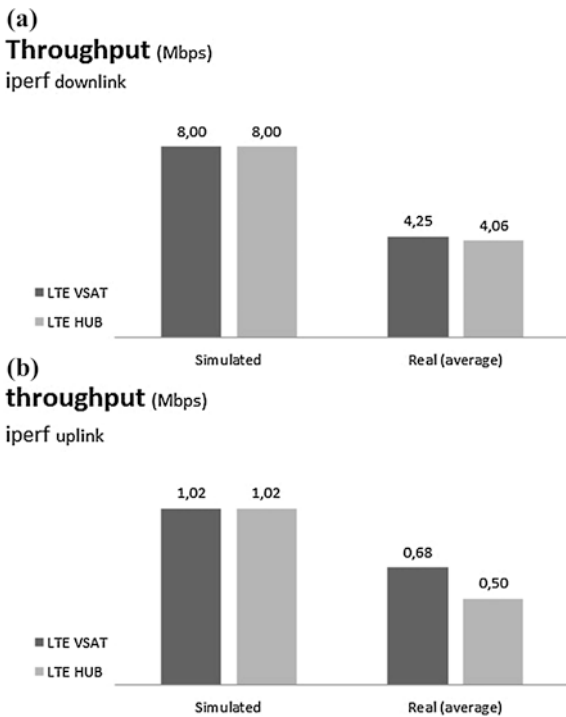 (a)
Throughput (Mbps)
iperf downlink
8,00 8,00
4,25 4,06
LTE VSAT
LTE HUB
Simulated Real (average)
(b)
throughput (Mbps)
iperf uplink
1,02 1,02
0,68 0,50
LTE VSAT
LTE HUB
Simulated Real (average)